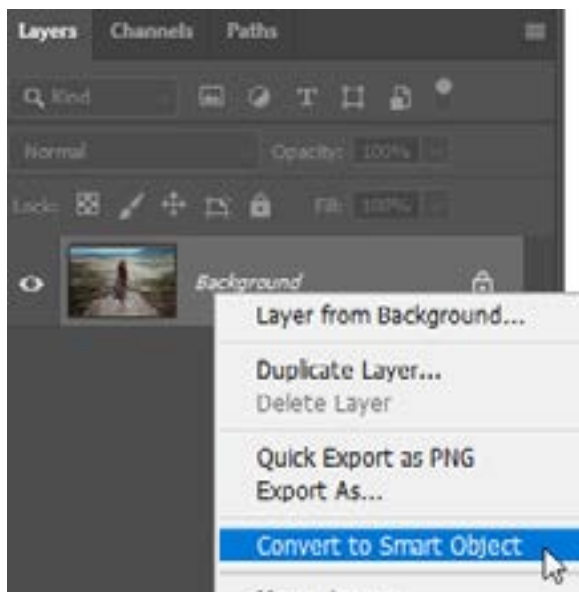 Layers Channels Paths
Kind
Normal Opacity: 100%
Lock: Fill: 100%
Background
Layer from Background...
Duplicate Layer...
Delete Layer
Quick Export as PNG
Export As...
Convert to Smart Object